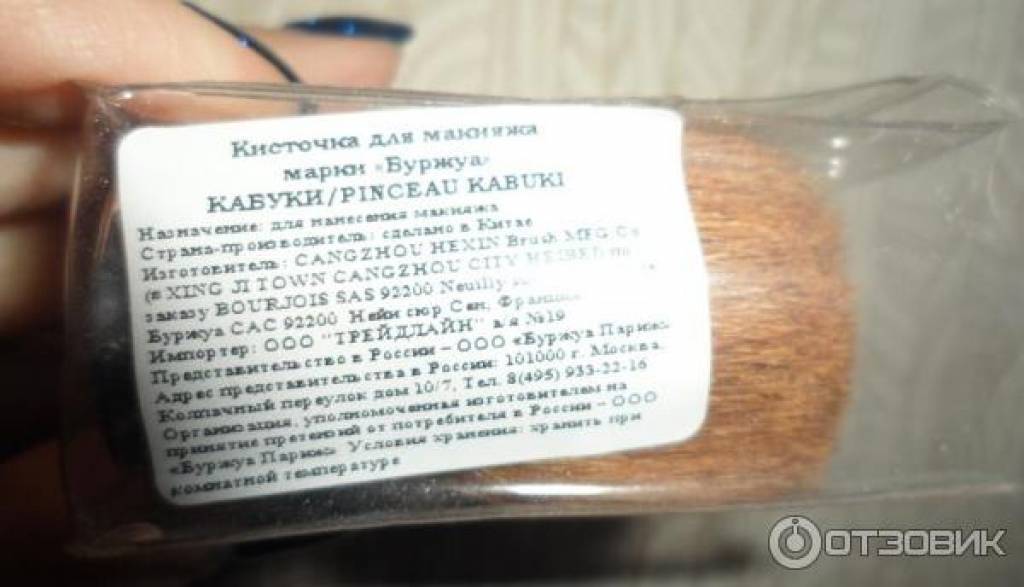 Кисточка для макияжа
марки «Буржуа»
КАБУКИ/PINCEAU KABUKI
Назначение: для нанесения макияжа
Страна-производитель: сделано в Китае
Изготовитель: CANGZHOU HEXIN Brush MFG.Co
XING JI TOWN CANGZHOU CITY HEIBEI по
заказу BOURJOIS SAS 92200 Neuilly
Буржуа САС 92200 Нейи сюр Сен, Франция
Импортер: ООО "ТРЕЙДЛАЙН" а/я №19
Представительство в России – ООО «Буржуа Париж»
Адрес представительства в России: 101000 г. Москва.
Колпачный переулок дом 10/7, Тел. 8(495) 933-22-16
Организация, уполномоченная изготовителем на
принятие претензий от потребителя в России – ООО
«Буржуа Париж». Условия хранения: хранить при
комнатной температуре
ОТЗОВИК